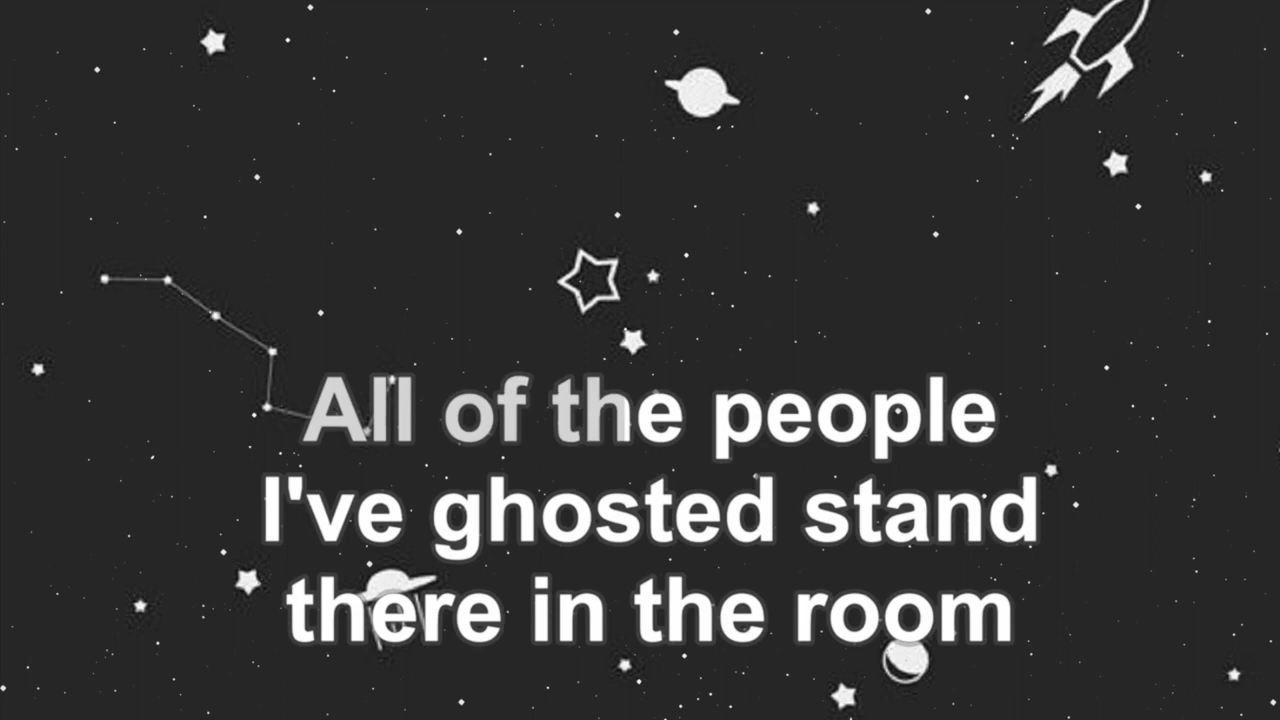 All of the people
I've ghosted stand
there in the room